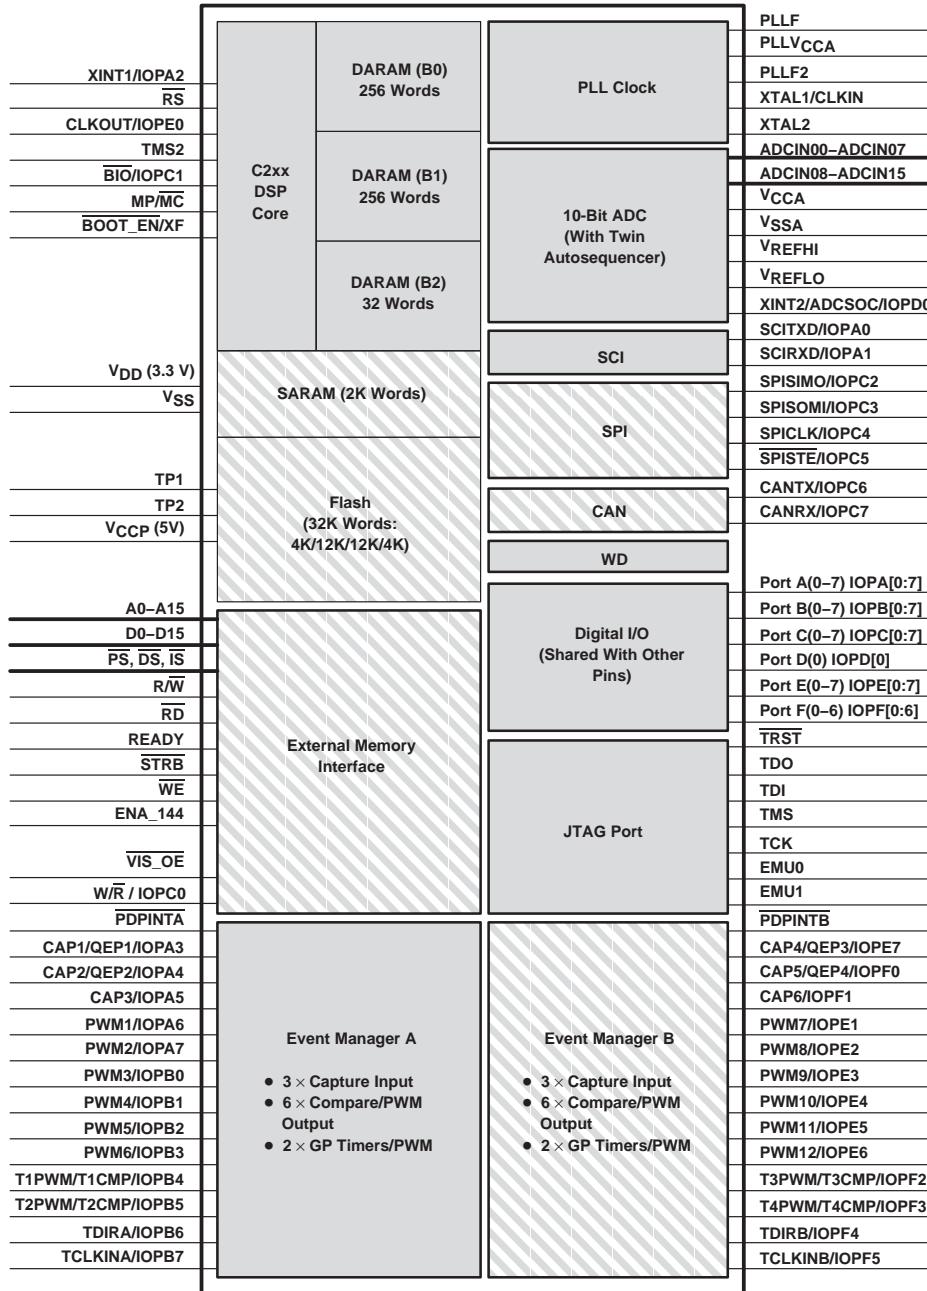 XINT1/IOPA2
RS
CLKOUT/IOPE0
TMS2
BIO/IOPC1
MP/MC
BOOT_EN/XF
VDD (3.3 V)
VSS
TP1
TP2
VCCP (5V)
A0–A15
D0–D15
PS, DS, IS
R/W
RD
READY
STRB
WE
ENA_144
VIS_OE
W/R / IOPC0
PDPINTA
CAP1/QEP1/IOPA3
CAP2/QEP2/IOPA4
CAP3/IOPA5
PWM1/IOPA6
PWM2/IOPA7
PWM3/IOPB0
PWM4/IOPB1
PWM5/IOPB2
PWM6/IOPB3
T1PWM/T1CMP/IOPB4
T2PWM/T2CMP/IOPB5
TDIRA/IOPB6
TCLKINA/IOPB7
C2xx
DSP
Core
DARAM (B0)
256 Words
DARAM (B1)
256 Words
DARAM (B2)
32 Words
SARAM (2K Words)
Flash
(32K Words:
4K/12K/12K/4K)
External Memory
Interface
Event Manager A
● 3 × Capture Input
● 6 × Compare/PWM
Output
● 2 × GP Timers/PWM
PLL Clock
10-Bit ADC
(With Twin
Autosequencer)
SCI
SPI
CAN
WD
Digital I/O
(Shared With Other
Pins)
JTAG Port
Event Manager B
● 3 × Capture Input
● 6 × Compare/PWM
Output
● 2 × GP Timers/PWM
PLLF
PLLVCCA
PLLF2
XTAL1/CLKIN
XTAL2
ADCIN00–ADCIN07
ADCIN08–ADCIN15
VCCA
VSSA
VREFHI
VREFLO
XINT2/ADCSOC/IOPD0
SCITXD/IOPA0
SCIRXD/IOPA1
SPISIMO/IOPC2
SPISOMI/IOPC3
SPICLK/IOPC4
SPISTE/IOPC5
CANTX/IOPC6
CANRX/IOPC7
Port A(0–7) IOPA[0:7]
Port B(0–7) IOPB[0:7]
Port C(0–7) IOPC[0:7]
Port D(0) IOPD[0]
Port E(0–7) IOPE[0:7]
Port F(0–6) IOPF[0:6]
TRST
TDO
TDI
TMS
TCK
EMU0
EMU1
PDPINTB
CAP4/QEP3/IOPE7
CAP5/QEP4/IOPF0
CAP6/IOPF1
PWM7/IOPE1
PWM8/IOPE2
PWM9/IOPE3
PWM10/IOPE4
PWM11/IOPE5
PWM12/IOPE6
T3PWM/T3CMP/IOPF2
T4PWM/T4CMP/IOPF3
TDIRB/IOPF4
TCLKINB/IOPF5